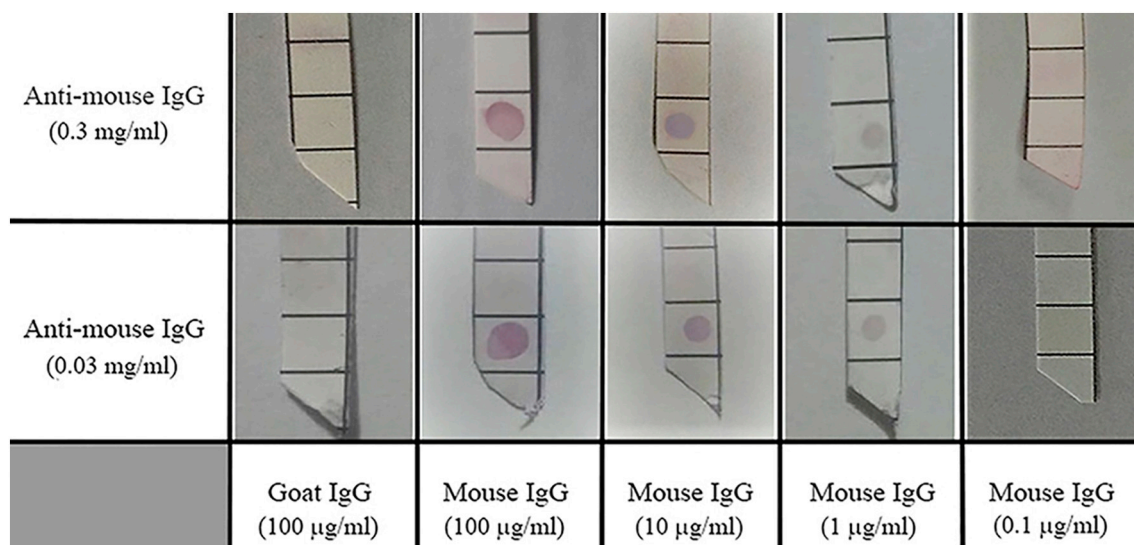 Anti-mouse IgG
(0.3 mg/ml)
Anti-mouse IgG
(0.03 mg/ml)
Goat IgG
(100 µg/ml)
Mouse IgG
(100 µg/ml)
Mouse IgG
(10 µg/ml)
Mouse IgG
(1 µg/ml)
Mouse IgG
(0.1 µg/ml)